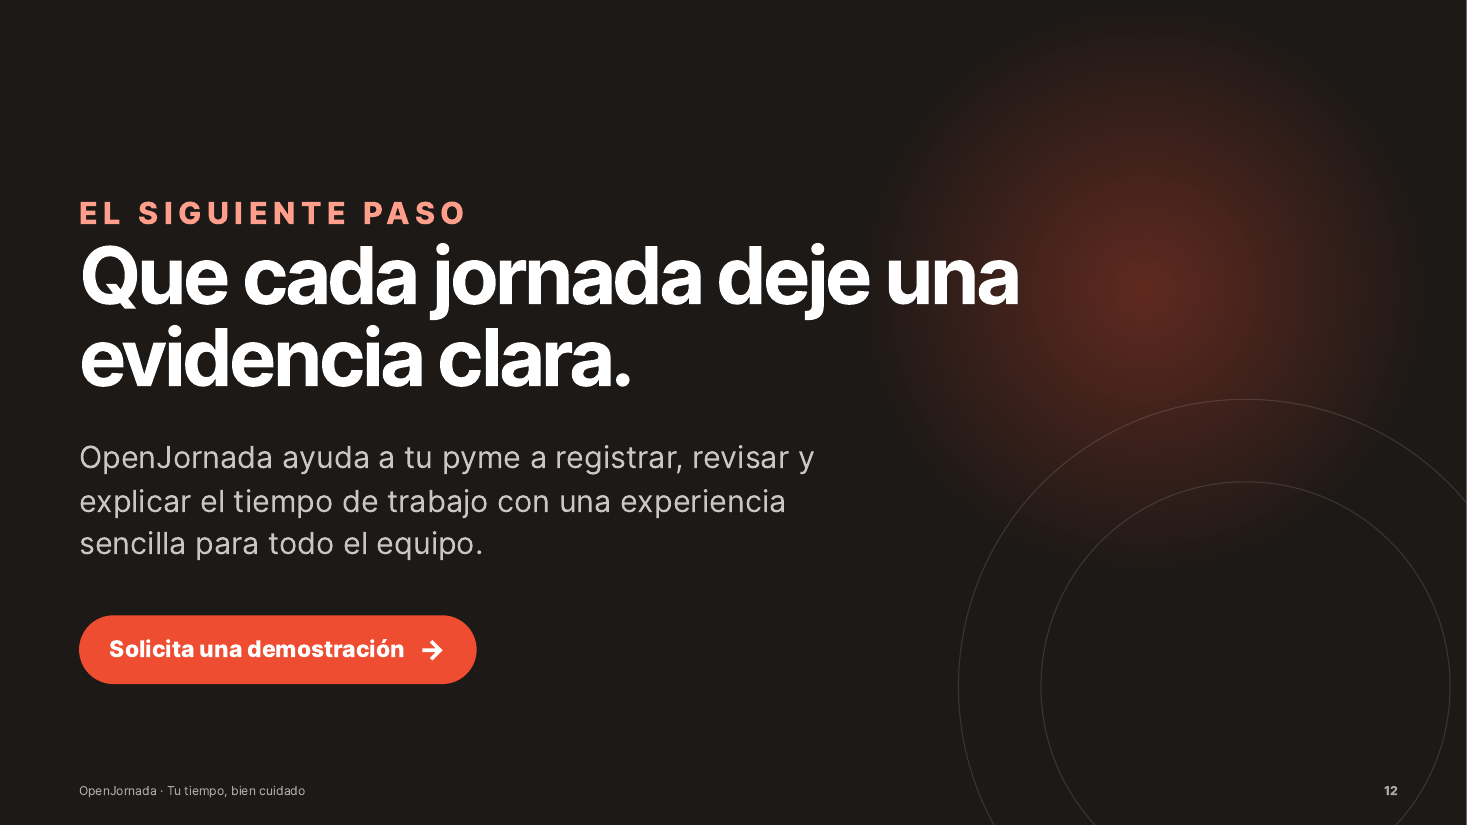 EL SIGUIENTE PASO
Que cada jornada deje una
evidencia clara.
OpenJornada ayuda a tu pyme a registrar, revisar y
explicar el tiempo de trabajo con una experiencia
sencilla para todo el equipo.
Solicita una demostración →
OpenJornada · Tu tiempo, bien cuidado
12